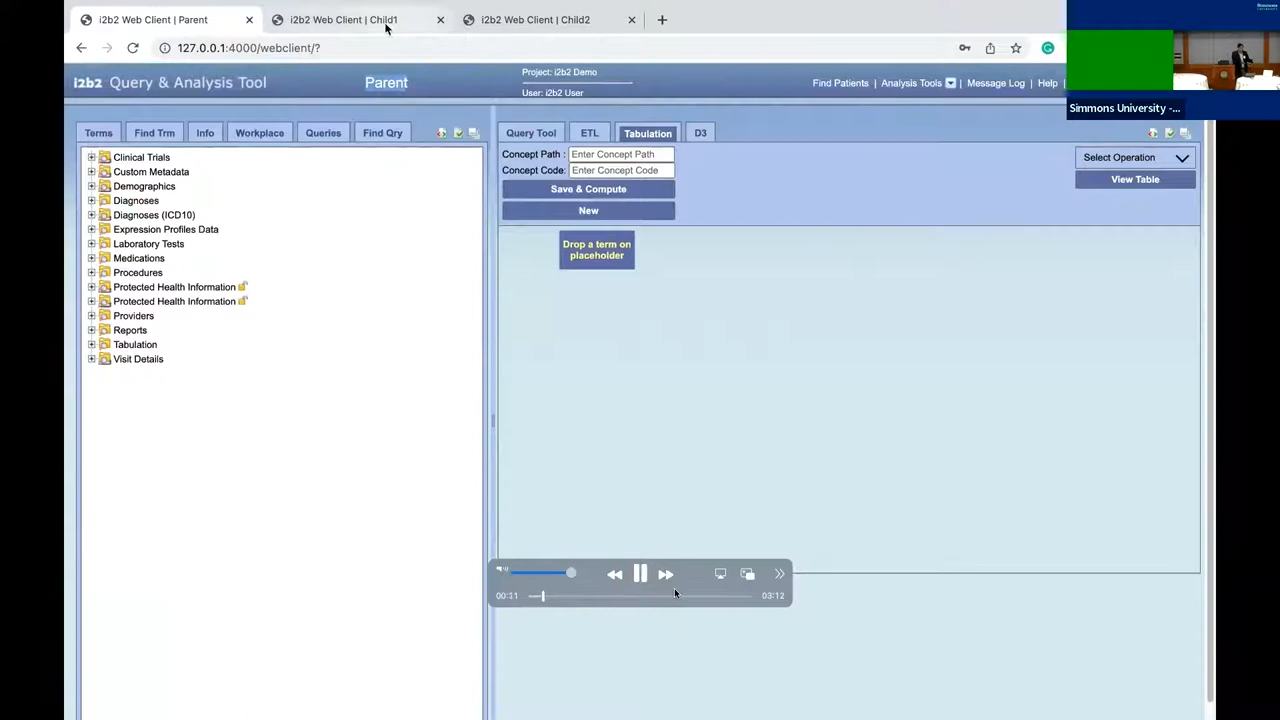 i2b2 Web Client | Parent
i2b2 Web Client | Child1
i2b2 Web Client | Child2
127.0.0.1:4000/webclient/?
i2b2 Query & Analysis Tool
Parent
Project: i2b2 Demo
User: i2b2 User
Find Patients | Analysis Tools | Message Log | Help |
Simmons University -...
Terms Find Trm Info Workplace Queries Find Qry
Query Tool ETL Tabulation D3
Clinical Trials
Custom Metadata
Demographics
Diagnoses
Diagnoses (ICD10)
Expression Profiles Data
Laboratory Tests
Medications
Procedures
Protected Health Information
Protected Health Information
Providers
Reports
Tabulation
Visit Details
Concept Path : Enter Concept Path
Concept Code: Enter Concept Code
Save & Compute
New
Select Operation
View Table
Drop a term on
placeholder
00:11
03:12